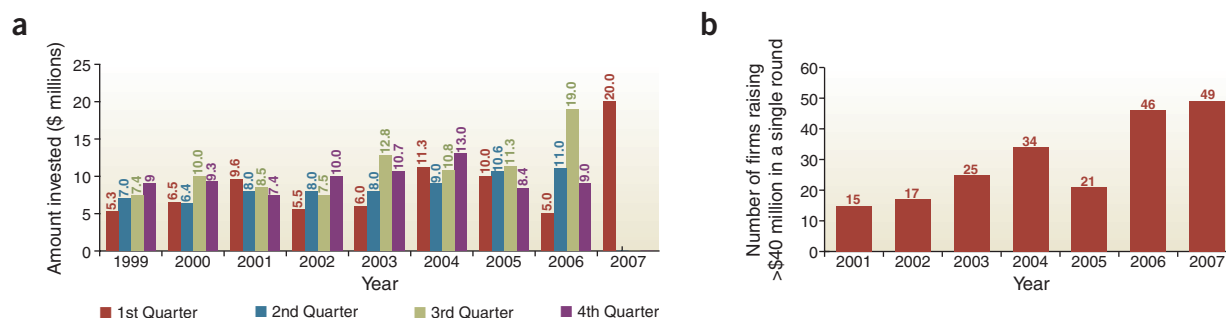 a
Amount invested ($ millions)
25
20
15
10
5
0
5.3 7.0 7.4 9
6.5 6.4 10.0 9.3
9.6 8.0 8.5 7.4
5.5 8.0 7.5 10.0
6.0 8.0 12.8 10.7
11.3 9.0 10.8 13.0
10.0 10.6 11.3 8.4
5.0 11.0 19.0 9.0
20.0
1999 2000 2001 2002 2003 2004 2005 2006 2007
Year
1st Quarter 2nd Quarter 3rd Quarter 4th Quarter
b
Number of firms raising
>$40 million in a single round
60
50
40
30
20
10
0
15 17 25 34 21 46 49
2001 2002 2003 2004 2005 2006 2007
Year